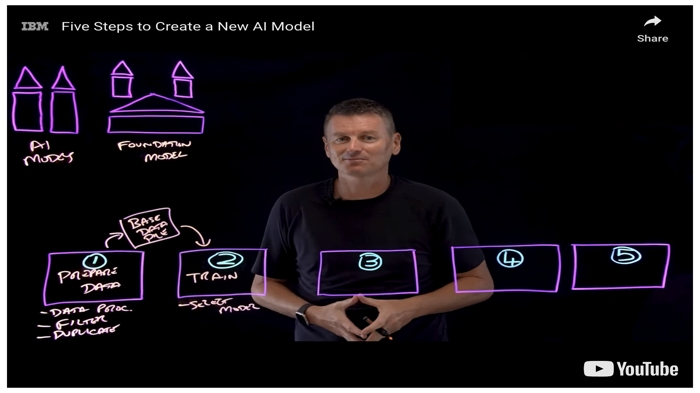 IBM Five Steps to Create a New AI Model
Share
AI
MODELS
FOUNDATION
MODEL
BASE
DATA
PILE
1
PREPARE
DATA
- DATA PROC.
- FILTER
- DUPLICATE
2
TRAIN
- SELECT
MODEL
3
4
5
YouTube